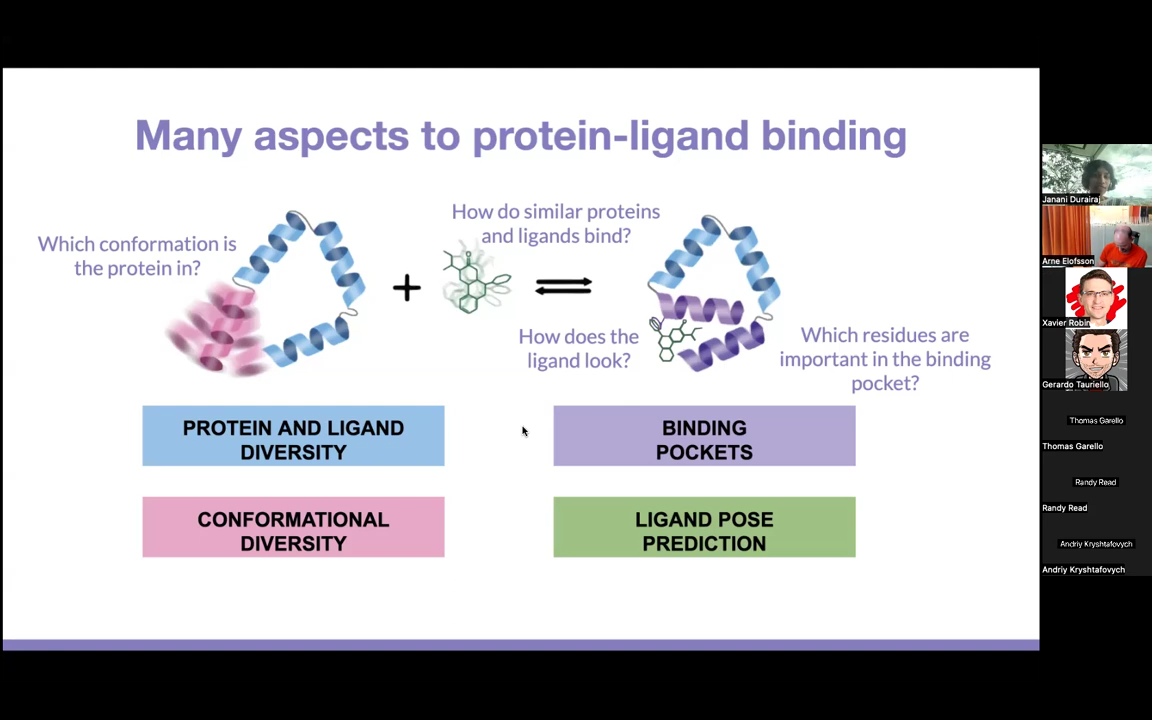 Many aspects to protein-ligand binding
Which conformation is
the protein in?
How do similar proteins
and ligands bind?
How does the
ligand look?
Which residues are
important in the binding
pocket?
PROTEIN AND LIGAND
DIVERSITY
BINDING
POCKETS
CONFORMATIONAL
DIVERSITY
LIGAND POSE
PREDICTION
Janani Durairaj
Arne Elofsson
Xavier Robin
Gerardo Tauriello
Thomas Garello
Thomas Garello
Randy Read
Randy Read
Andriy Kryshtafovych
Andriy Kryshtafovych